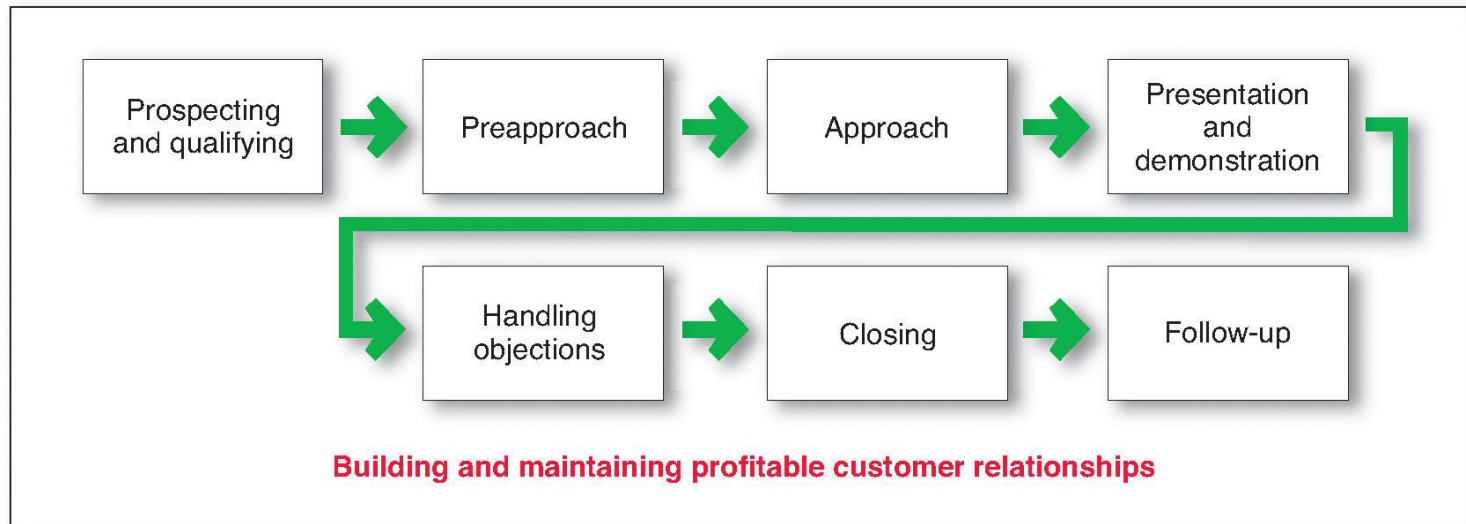 Prospecting
and qualifying
Preapproach
Approach
Presentation
and
demonstration
Handling
objections
Closing
Follow-up
Building and maintaining profitable customer relationships